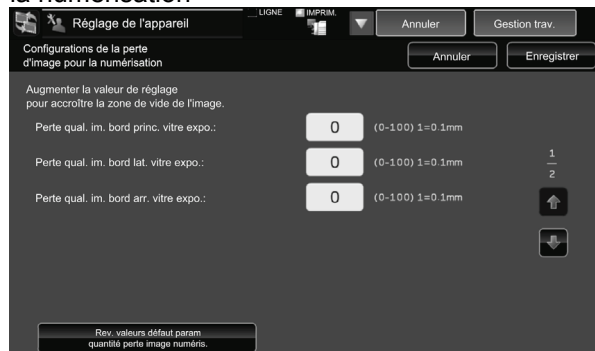 la numérisation
Réglage de l'appareil
LIGNE
IMPRIM.
Annuler
Gestion trav.
Configurations de la perte
d'image pour la numérisation
Annuler
Enregistrer
Augmenter la valeur de réglage
pour accroître la zone de vide de l'image.
Perte qual. im. bord princ. vitre expo.: 0 (0-100) 1=0.1mm
Perte qual. im. bord lat. vitre expo.: 0 (0-100) 1=0.1mm
Perte qual. im. bord arr. vitre expo.: 0 (0-100) 1=0.1mm
1
2
Rev. valeurs défaut param
quantité perte image numéris.